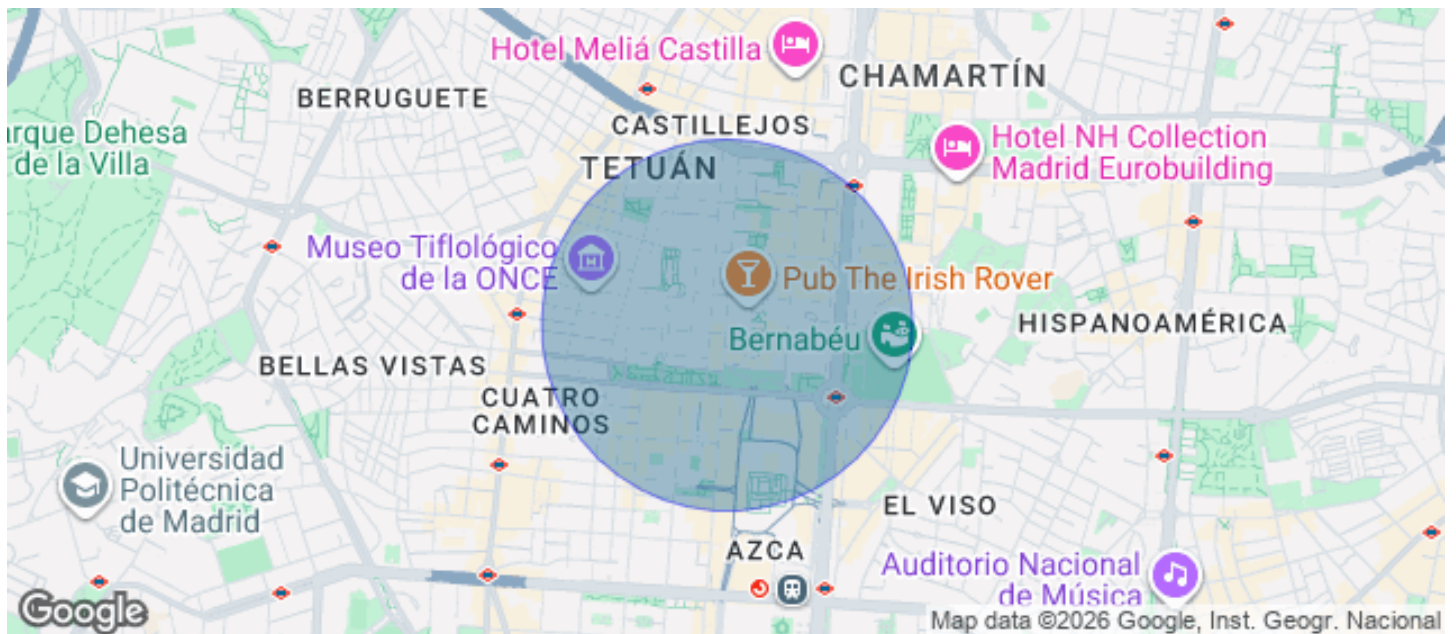 Hotel Meliá Castilla
CHAMARTÍN
BERRUGUETE
CASTILLEJOS
arque Dehesa
de la Villa
Hotel NH Collection
Madrid Eurobuilding
TETUÁN
Museo Tiflológico
de la ONCE
Pub The Irish Rover
Bernabéu
HISPANOAMÉRICA
BELLAS VISTAS
CUATRO
CAMINOS
Universidad
Politécnica
de Madrid
EL VISO
AZCA
Auditorio Nacional
de Música
Google
Map data ©2026 Google, Inst. Geogr. Nacional